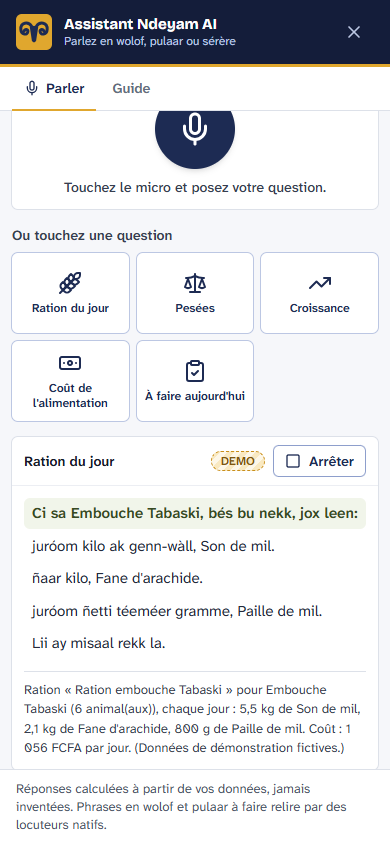 Assistant Ndeyam AI
Parlez en wolof, pulaar ou sérère
Parler
Guide
Touchez le micro et posez votre question.
Ou touchez une question
Ration du jour
Pesées
Croissance
Coût de
l'alimentation
À faire aujourd'hui
Ration du jour
DEMO
Arrêter
Ci sa Embouche Tabaski, bés bu nekk, jox leen:
juróom kilo ak genn-wàll, Son de mil.
ñaar kilo, Fane d'arachide.
juróom ñetti téeméer gramme, Paille de mil.
Lii ay misaal rekk la.
Ration « Ration embouche Tabaski » pour Embouche
Tabaski (6 animal(aux)), chaque jour : 5,5 kg de Son de mil,
2,1 kg de Fane d'arachide, 800 g de Paille de mil. Coût : 1
056 FCFA par jour. (Données de démonstration fictives.)
Réponses calculées à partir de vos données, jamais
inventées. Phrases en wolof et pulaar à faire relire par des
locuteurs natifs.